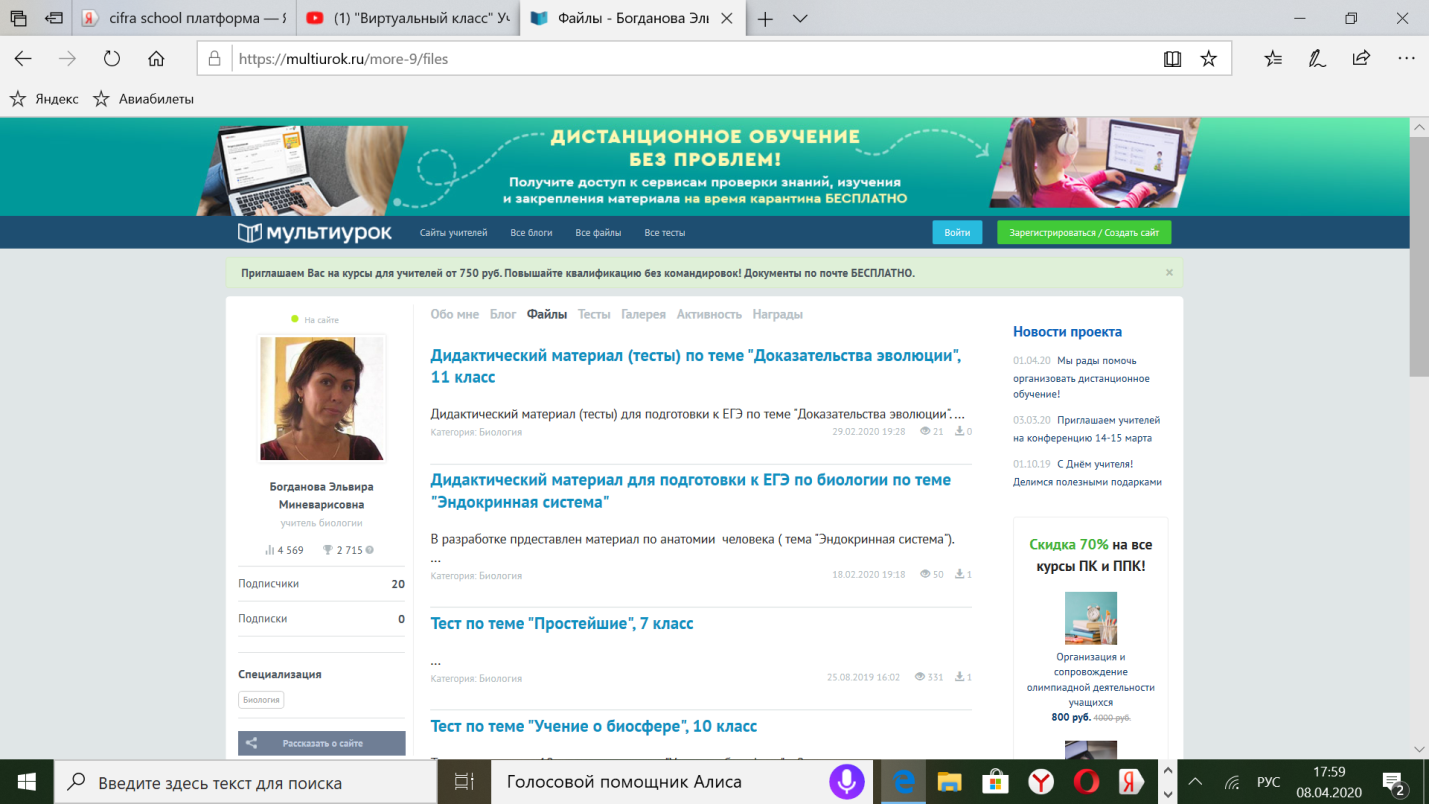 cifra school платформа — Я
(1) "Виртуальный класс" Уч
Файлы - Богданова Эль
https://multiurok.ru/more-9/files
Яндекс
Авиабилеты
ДИСТАНЦИОННОЕ ОБУЧЕНИЕ
БЕЗ ПРОБЛЕМ!
Получите доступ к сервисам проверки знаний, изучения
и закрепления материала на время карантина БЕСПЛАТНО
мультиурок
Сайты учителей
Все блоги
Все файлы
Все тесты
Войти
Зарегистрироваться / Создать сайт
Приглашаем Вас на курсы для учителей от 750 руб. Повышайте квалификацию без командировок! Документы по почте БЕСПЛАТНО.
На сайте
Богданова Эльвира
Миневарисовна
учитель биологии
4 569
2 715
Подписчики 20
Подписки 0
Специализация
Биология
Рассказать о сайте
Обо мне Блог Файлы Тесты Галерея Активность Награды
Дидактический материал (тесты) по теме "Доказательства эволюции",
11 класс
Дидактический материал (тесты) для подготовки к ЕГЭ по теме "Доказательства эволюции". ...
Категория: Биология 29.02.2020 19:28 21 0
Дидактический материал для подготовки к ЕГЭ по биологии по теме
"Эндокринная система"
В разработке прдеставлен материал по анатомии человека ( тема "Эндокринная система").
...
Категория: Биология 18.02.2020 19:18 50 1
Тест по теме "Простейшие", 7 класс
...
Категория: Биология 25.08.2019 16:02 331 1
Тест по теме "Учение о биосфере", 10 класс
Новости проекта
01.04.20 Мы рады помочь
организовать дистанционное
обучение!
03.03.20 Приглашаем учителей
на конференцию 14-15 марта
01.10.19 С Днём учителя!
Делимся полезными подарками
Скидка 70% на все
курсы ПК и ППК!
Организация и
сопровождение
олимпиадной деятельности
учащихся
800 руб. 4000 руб.
Введите здесь текст для поиска
Голосовой помощник Алиса
РУС
17:59
08.04.2020
2